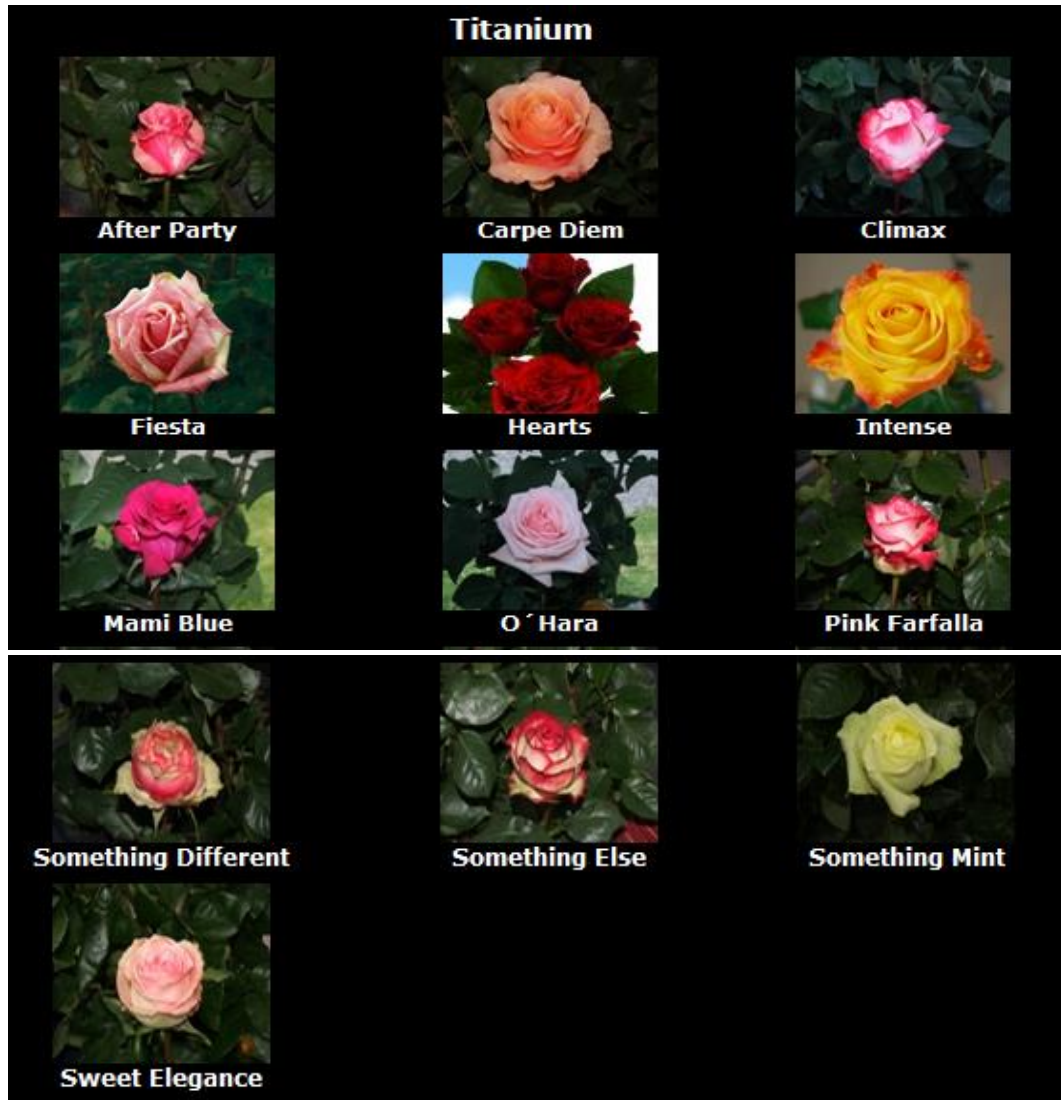 Titanium
After Party Carpe Diem Climax
Fiesta Hearts Intense
Mami Blue O´Hara Pink Farfalla
Something Different Something Else Something Mint
Sweet Elegance